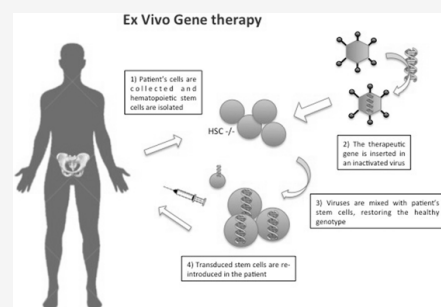 Ex Vivo Gene therapy
1) Patient's cells are
collected and
hematopoietic stem
cells are isolated
HSC -/-
2) The therapeutic
gene is inserted in
an inactivated virus
3) Viruses are mixed with patient's
stem cells, restoring the healthy
genotype
4) Transduced stem cells are re-
introduced in the patient